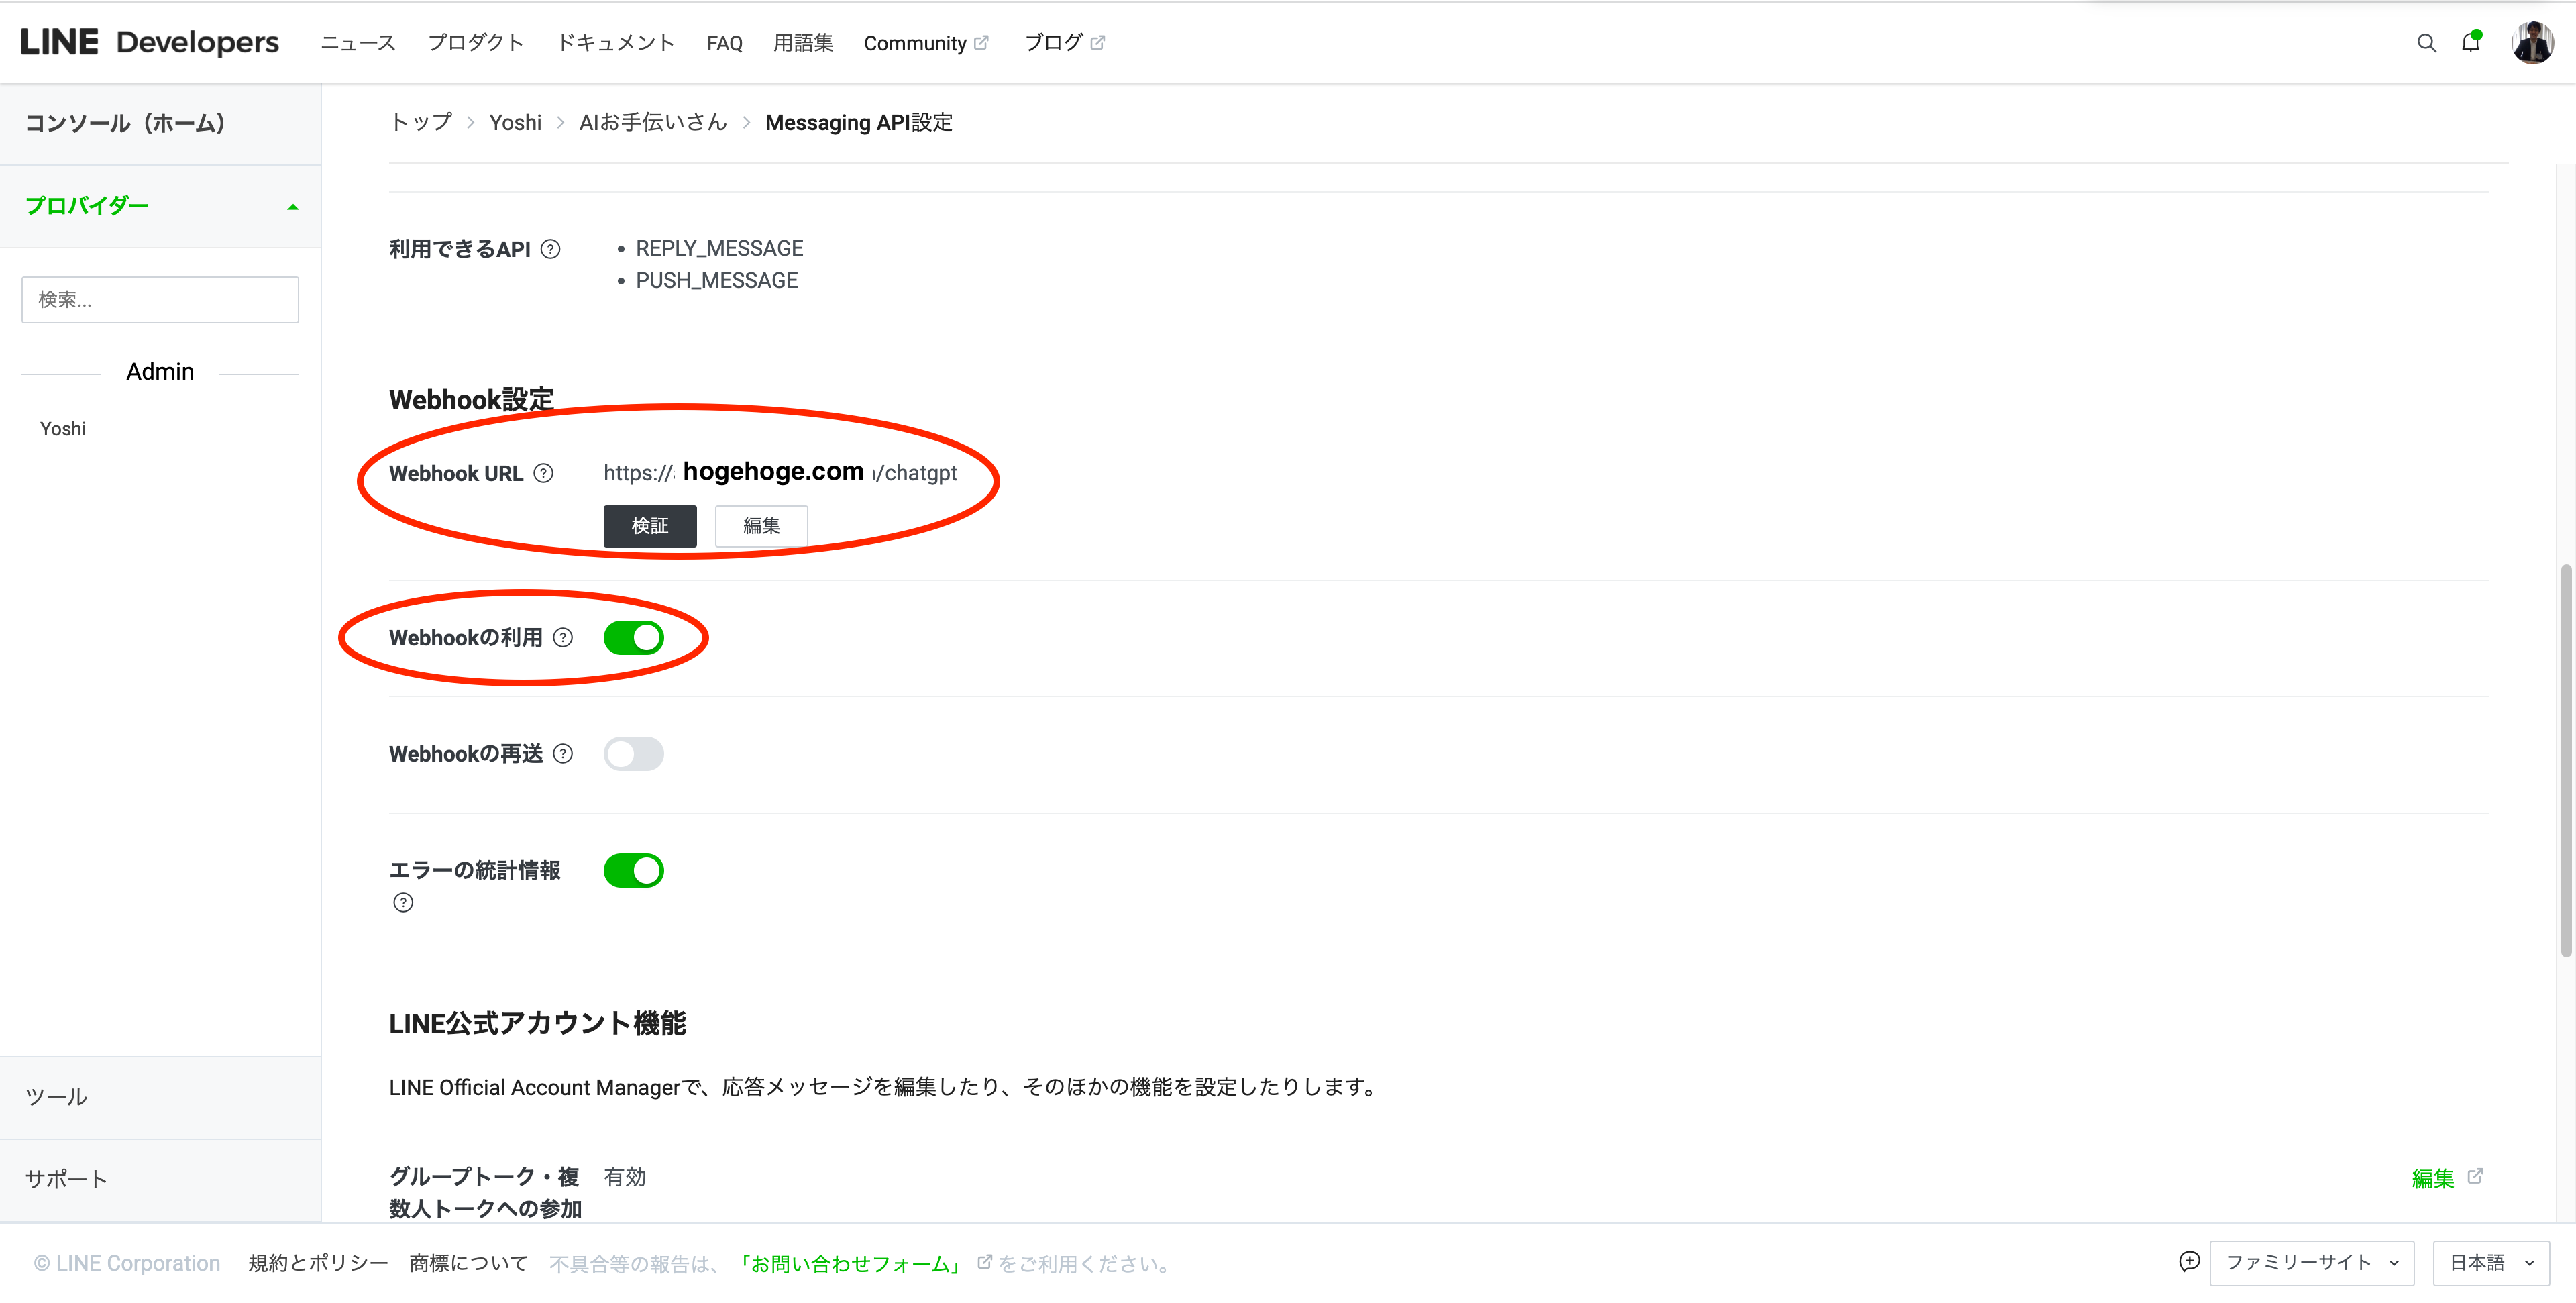 LINE Developers ニュース プロダクト ドキュメント FAQ 用語集 Community ブログ
コンソール（ホーム）
プロバイダー
検索...
Admin
Yoshi
ツール
サポート
トップ > Yoshi > AIお手伝いさん > Messaging API設定
利用できるAPI ?
• REPLY_MESSAGE
• PUSH_MESSAGE
Webhook設定
Webhook URL ? https:// hogehoge.com /chatgpt
検証 編集
Webhookの利用 ?
Webhookの再送 ?
エラーの統計情報
?
LINE公式アカウント機能
LINE Official Account Managerで、応答メッセージを編集したり、そのほかの機能を設定したりします。
グループトーク・複 有効 編集
数人トークへの参加
© LINE Corporation 規約とポリシー 商標について 不具合等の報告は、「お問い合わせフォーム」 をご利用ください。 ファミリーサイト 日本語